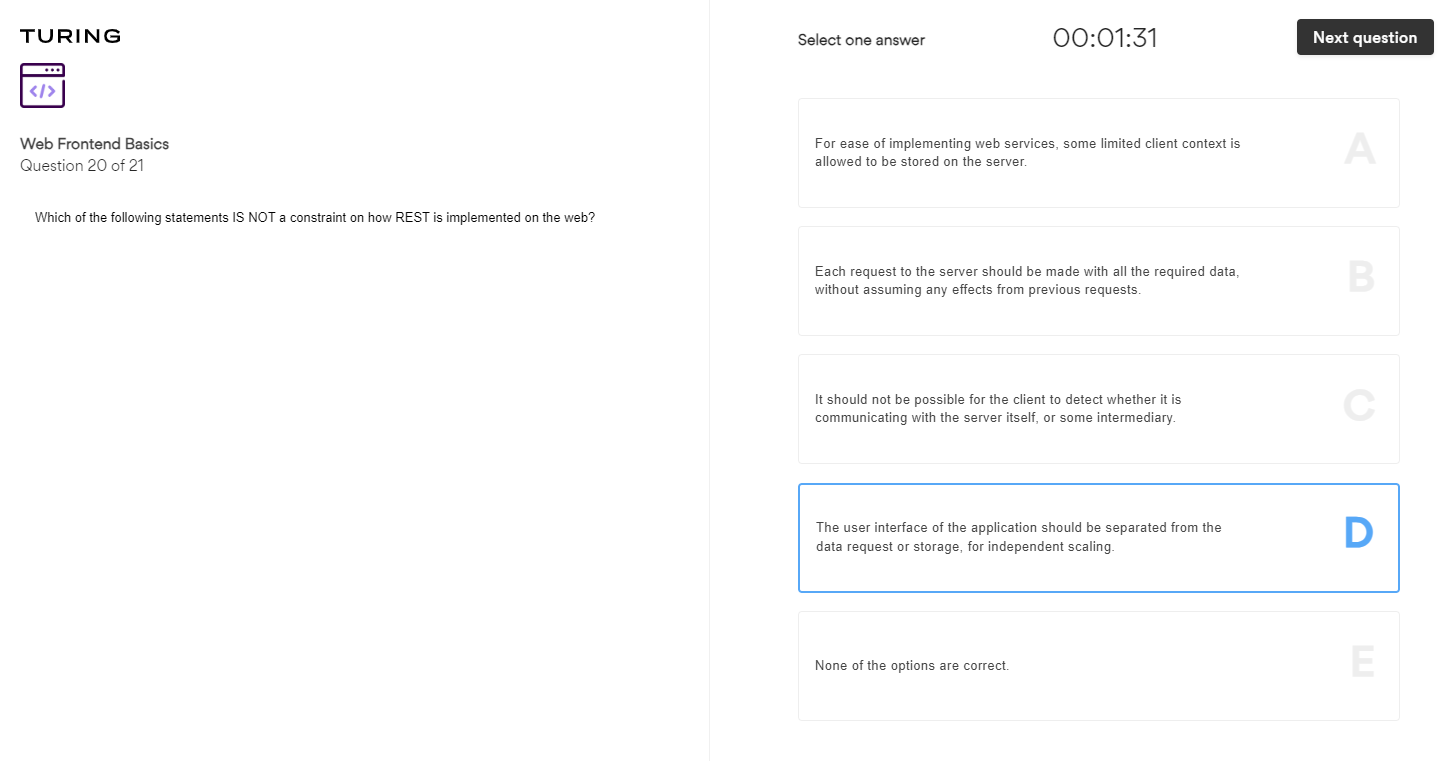 TURING
Web Frontend Basics
Question 20 of 21
Which of the following statements IS NOT a constraint on how REST is implemented on the web?
Select one answer
00:01:31
Next question
For ease of implementing web services, some limited client context is
allowed to be stored on the server.
A
Each request to the server should be made with all the required data,
without assuming any effects from previous requests.
B
It should not be possible for the client to detect whether it is
communicating with the server itself, or some intermediary.
C
The user interface of the application should be separated from the
data request or storage, for independent scaling.
D
None of the options are correct.
E